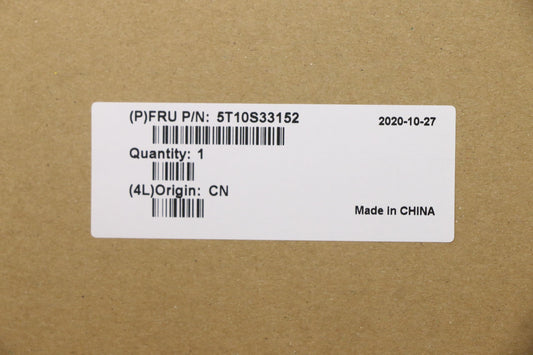 (P)FRU P/N: 5T10S33152
2020-10-27
Quantity: 1
(4L)Origin: CN
Made in CHINA